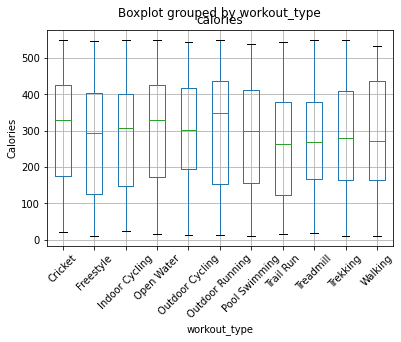 Boxplot grouped by workout_type
calories
500
400
300
200
100
0
Calories
Cricket
Freestyle
Indoor Cycling
Open Water
Outdoor Cycling
Outdoor Running
Pool Swimming
Trail Run
Treadmill
Trekking
Walking
workout_type